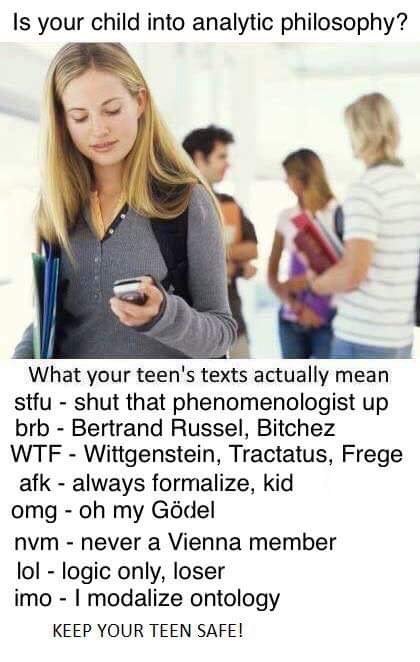 Is your child into analytic philosophy?
What your teen's texts actually mean
stfu - shut that phenomenologist up
brb - Bertrand Russel, Bitchez
WTF - Wittgenstein, Tractatus, Frege
afk - always formalize, kid
omg - oh my Gödel
nvm - never a Vienna member
lol - logic only, loser
imo - I modalize ontology
KEEP YOUR TEEN SAFE!